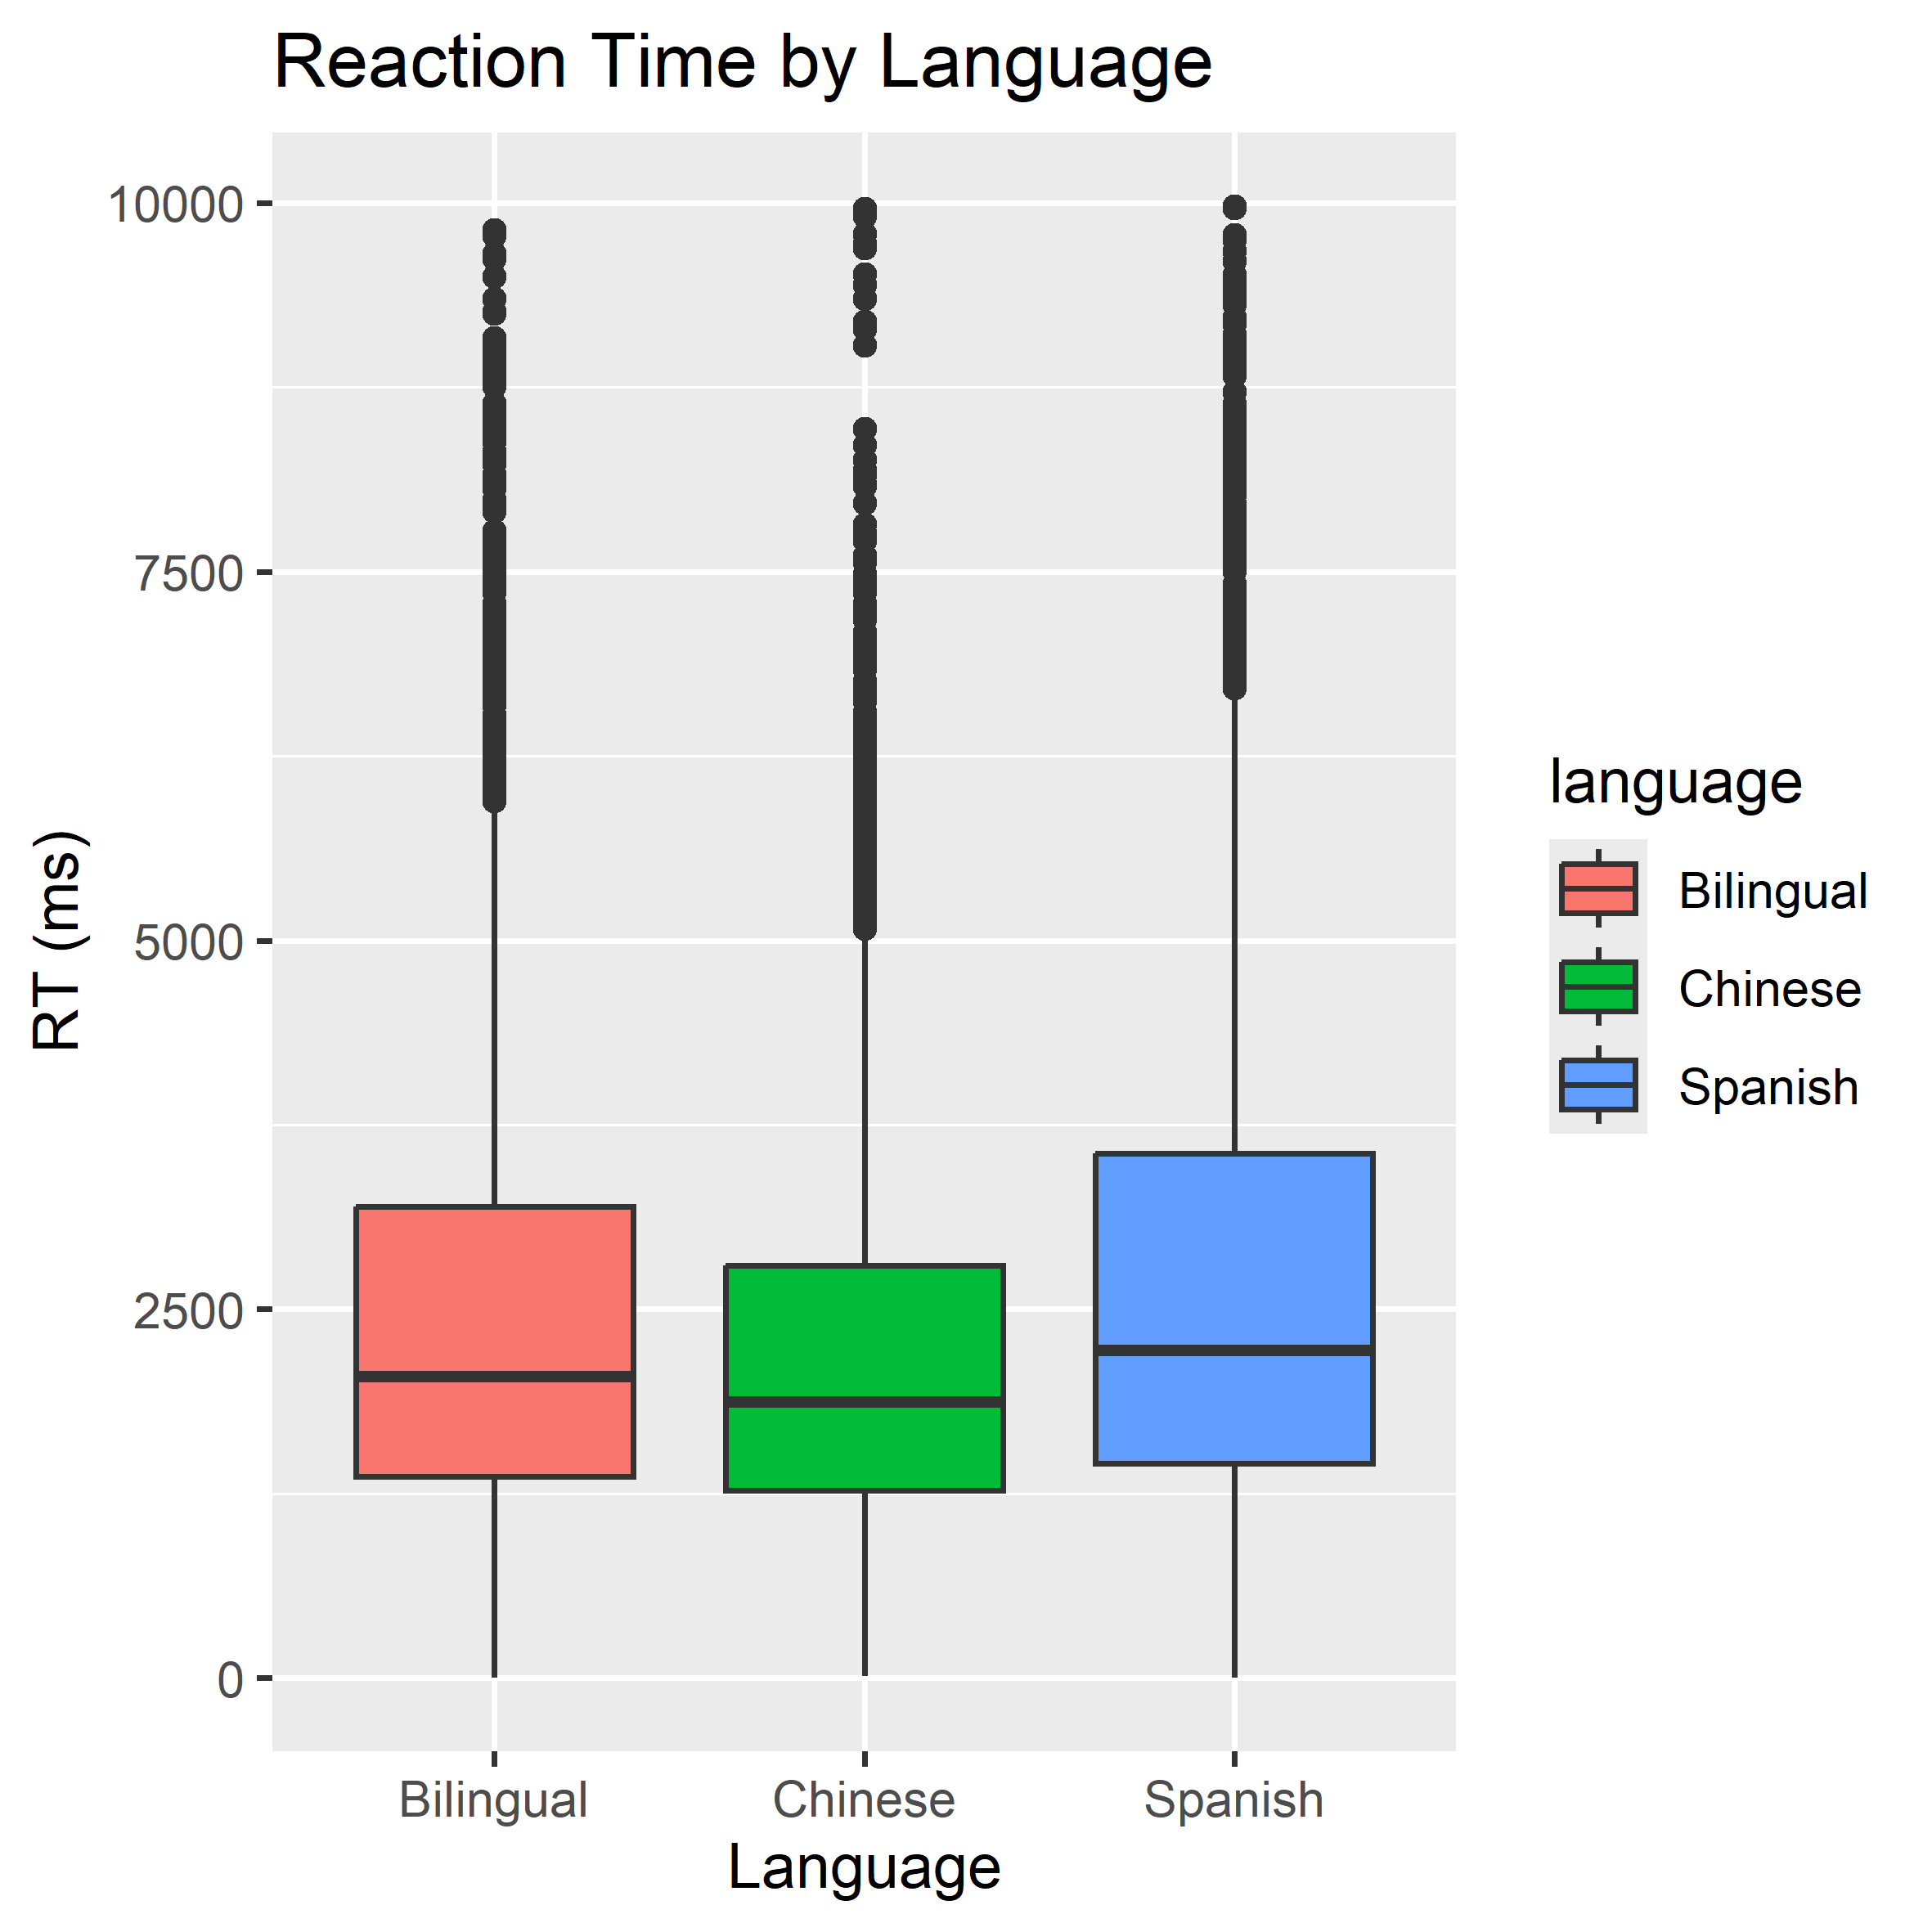 Reaction Time by Language
10000
7500
5000
2500
0
RT (ms)
Bilingual
Chinese
Spanish
Language
language
Bilingual
Chinese
Spanish